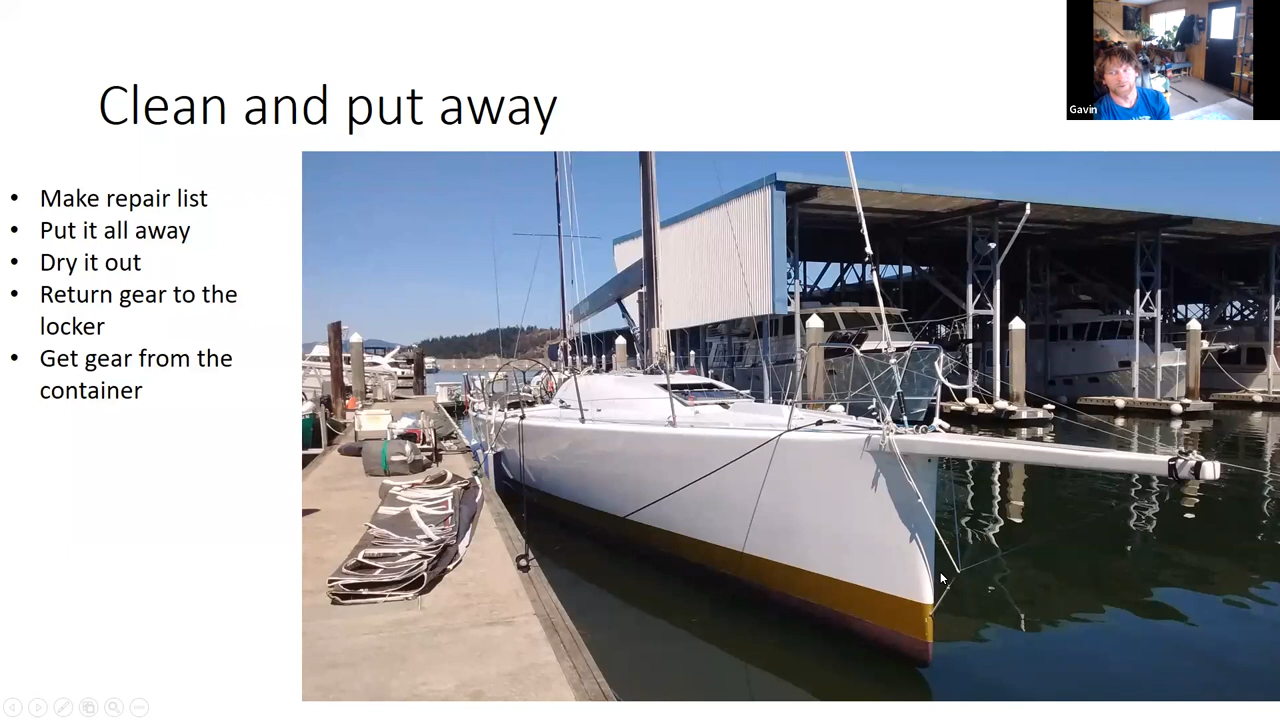 Clean and put away
Gavin
• Make repair list
• Put it all away
• Dry it out
• Return gear to the
locker
• Get gear from the
container